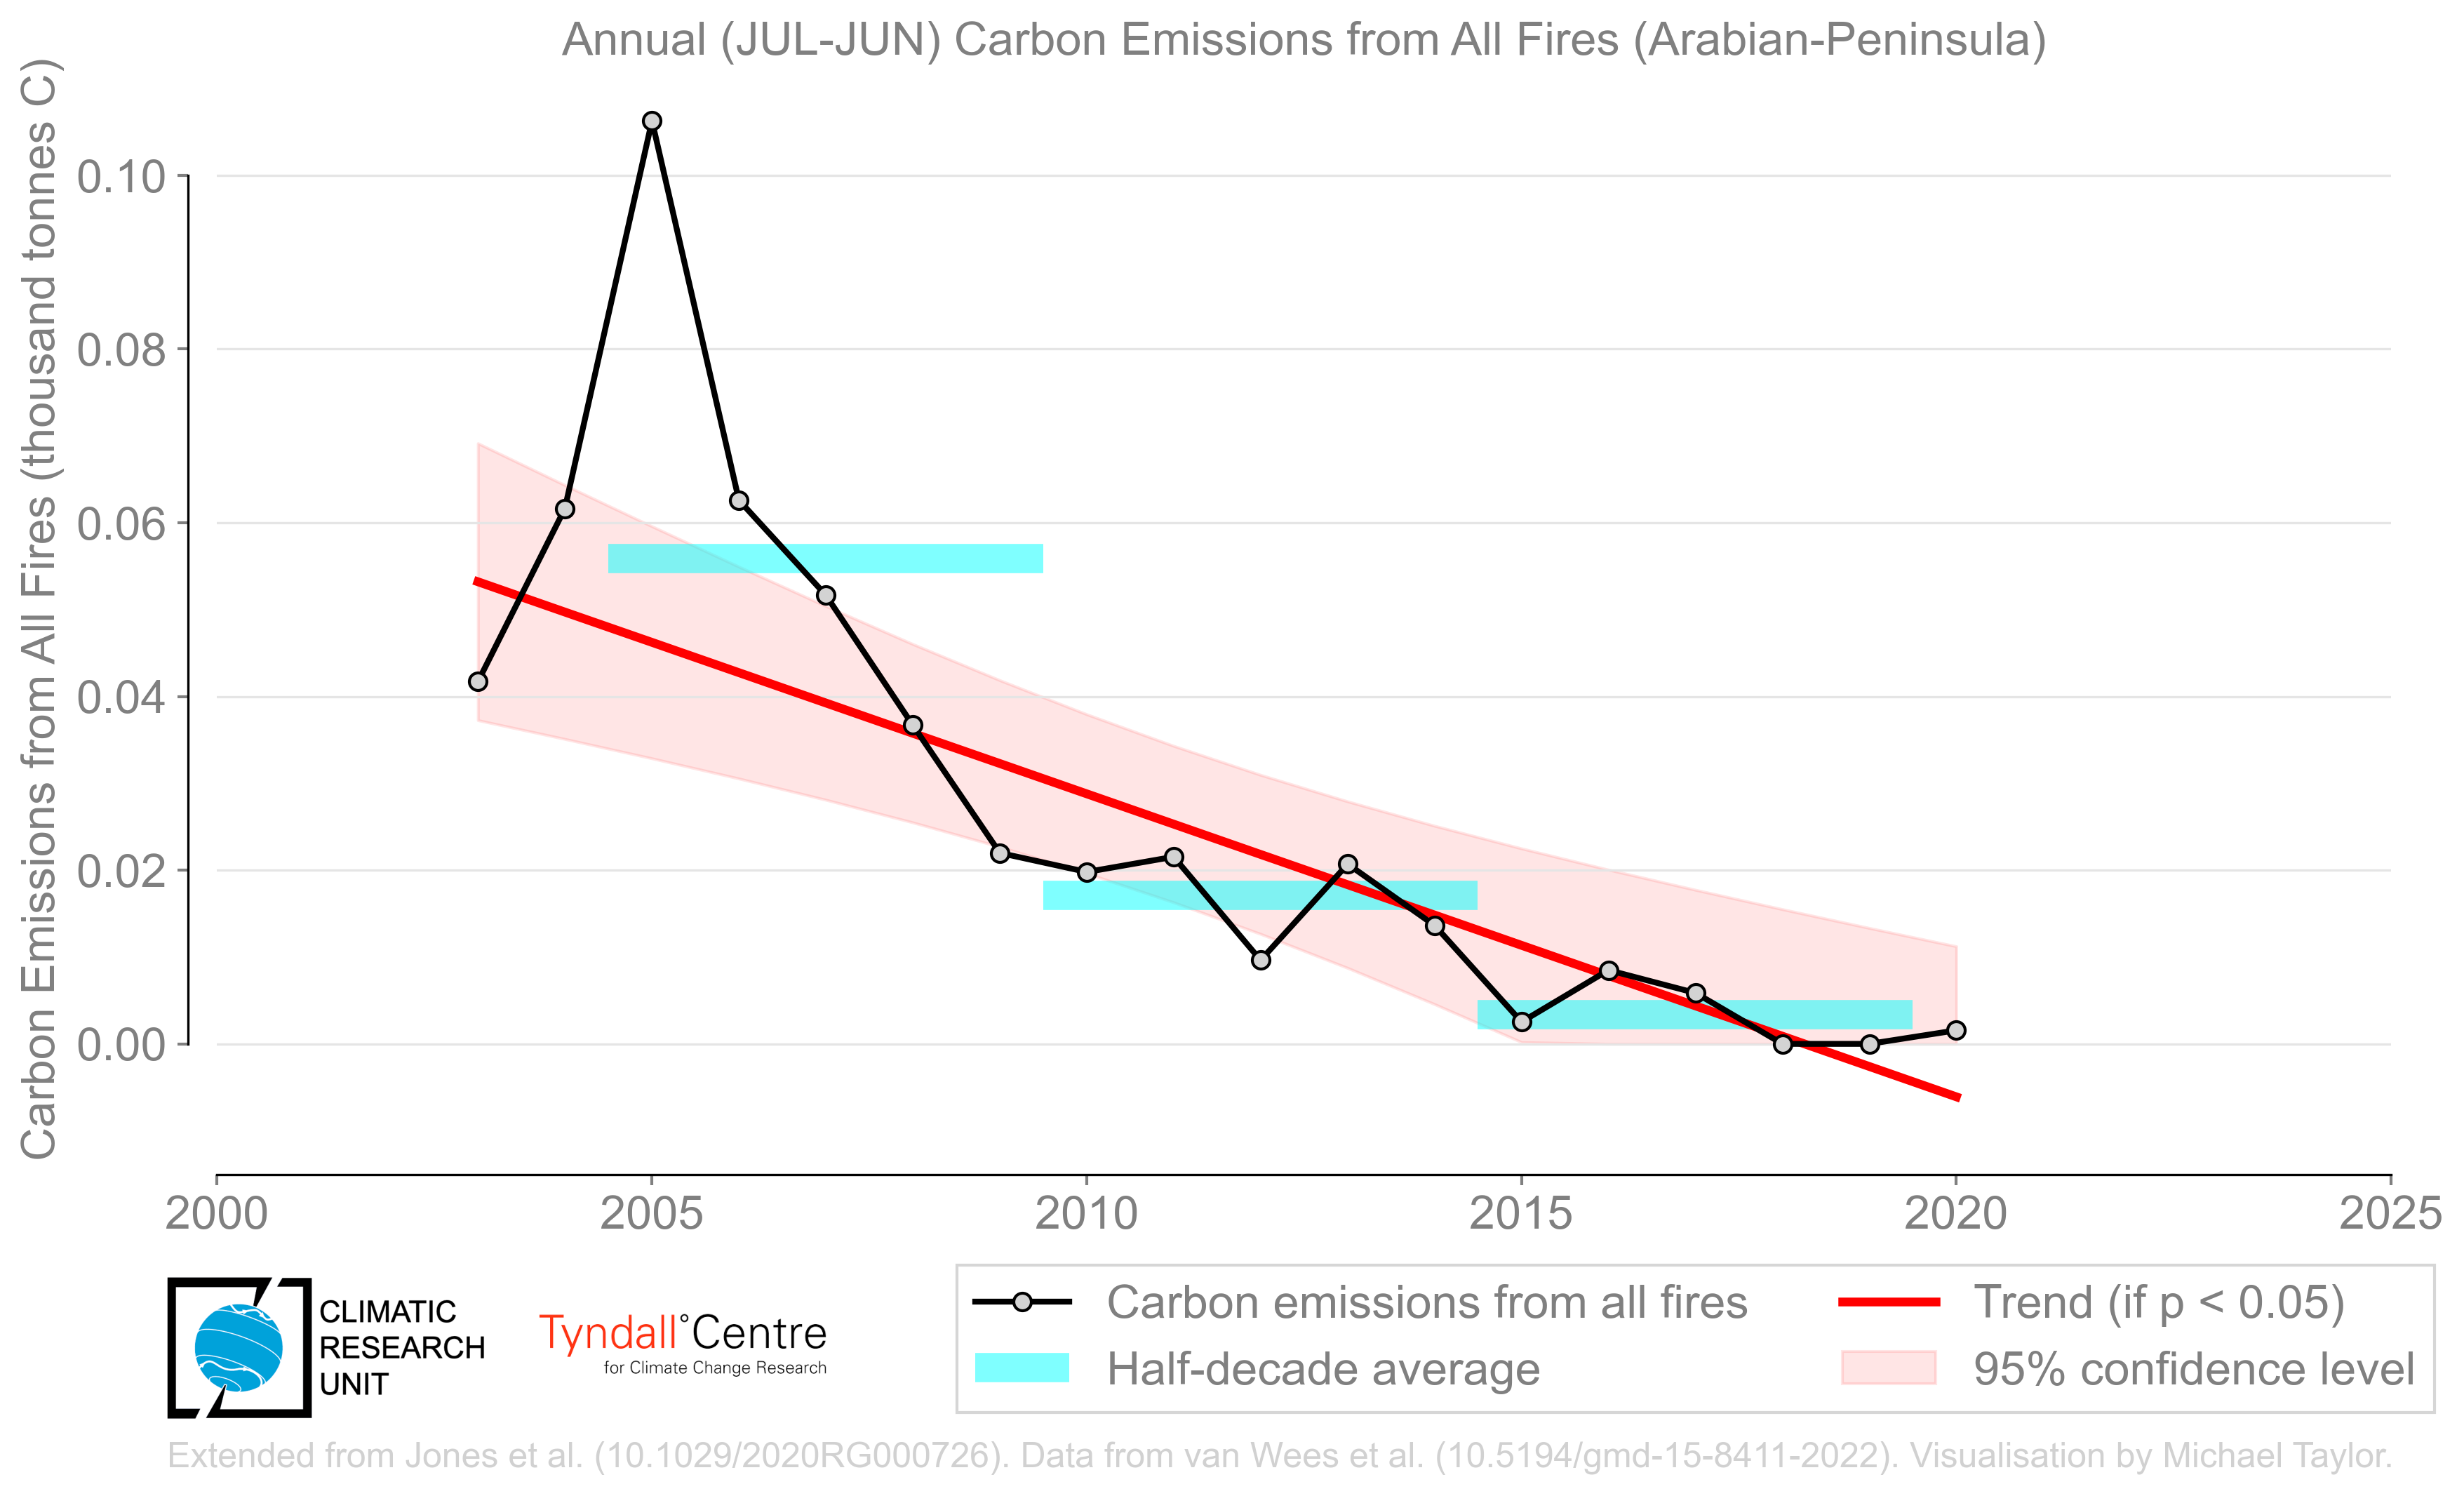 Annual (JUL-JUN) Carbon Emissions from All Fires (Arabian-Peninsula)
Carbon Emissions from All Fires (thousand tonnes C)
0.10
0.08
0.06
0.04
0.02
0.00
2000 2005 2010 2015 2020 2025
CLIMATIC
RESEARCH
UNIT
Tyndall°Centre
for Climate Change Research
Carbon emissions from all fires
Half-decade average
Trend (if p < 0.05)
95% confidence level
Extended from Jones et al. (10.1029/2020RG000726). Data from van Wees et al. (10.5194/gmd-15-8411-2022). Visualisation by Michael Taylor.